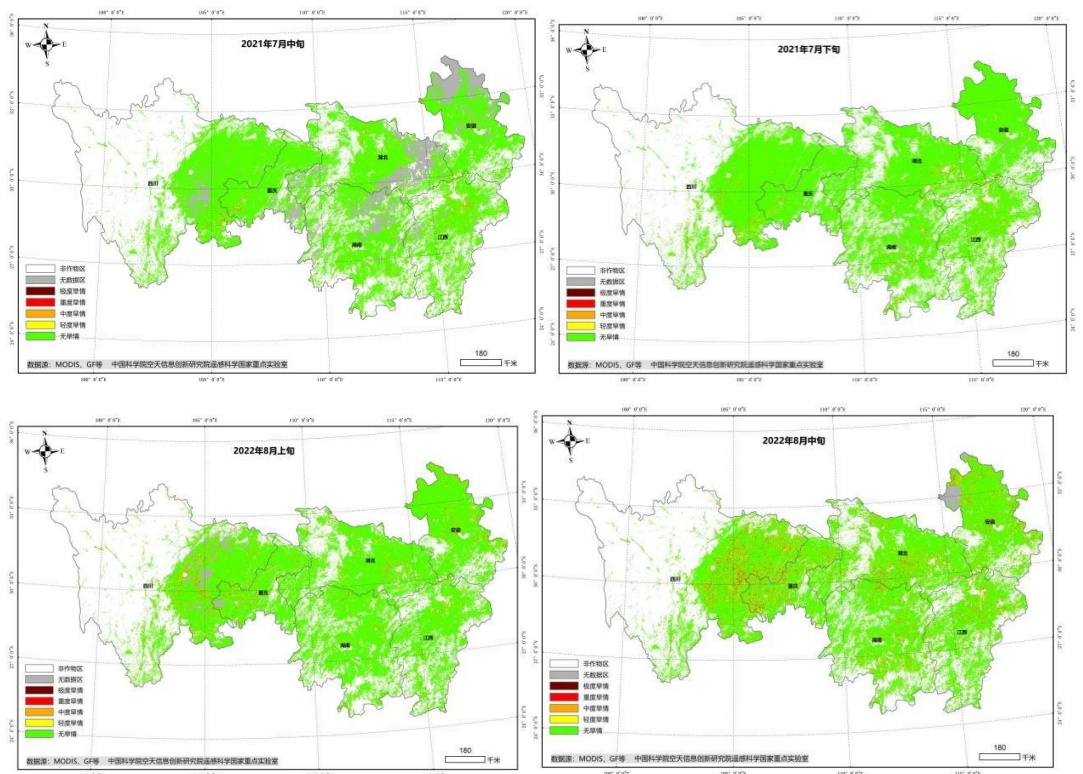 2021年7月中旬
N
W
E
S
四川
重庆
湖北
安徽
湖南
江西
非作物区
无数据区
极度旱情
重度旱情
中度旱情
轻度旱情
无旱情
180
千米
数据源:MODIS、GF等 中国科学院空天信息创新研究院遥感科学国家重点实验室
2021年7月下旬
N
W
E
S
四川
重庆
湖北
安徽
湖南
江西
非作物区
无数据区
极度旱情
重度旱情
中度旱情
轻度旱情
无旱情
180
千米
数据源:MODIS、GF等 中国科学院空天信息创新研究院遥感科学国家重点实验室
2022年8月上旬
N
W
E
S
四川
重庆
湖北
安徽
湖南
江西
非作物区
无数据区
极度旱情
重度旱情
中度旱情
轻度旱情
无旱情
180
千米
数据源:MODIS、GF等 中国科学院空天信息创新研究院遥感科学国家重点实验室
2022年8月中旬
N
W
E
S
四川
重庆
湖北
安徽
湖南
江西
非作物区
无数据区
极度旱情
重度旱情
中度旱情
轻度旱情
无旱情
180
千米
数据源:MODIS、GF等 中国科学院空天信息创新研究院遥感科学国家重点实验室